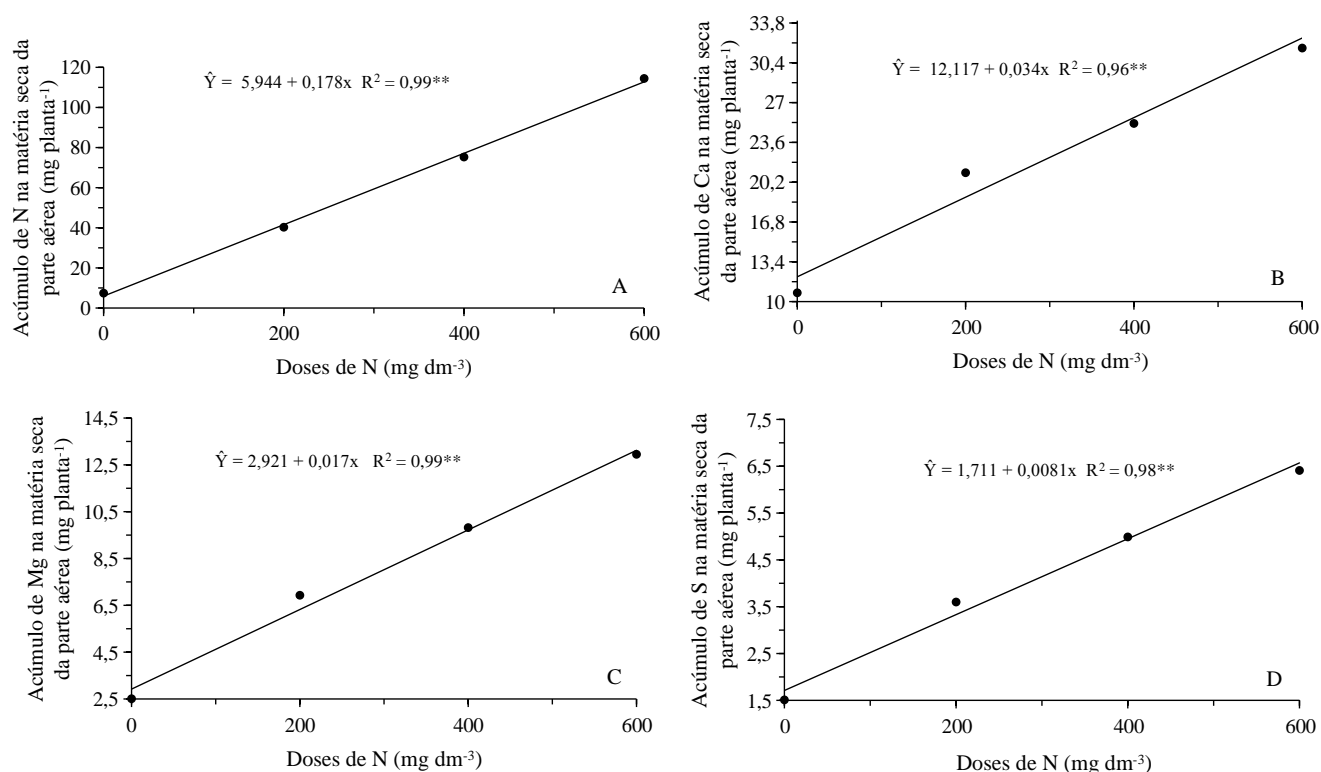 Acúmulo de N na matéria seca da
parte aérea (mg planta-1)
120
100
80
60
40
20
0
Ŷ = 5,944 + 0,178x R2 = 0,99**
A
0
200
400
600
Doses de N (mg dm-3)
Acúmulo de Ca na matéria seca
da parte aérea (mg planta-1)
33,8
30,4
27
23,6
20,2
16,8
13,4
10
Ŷ = 12,117 + 0,034x R2 = 0,96**
B
0
200
400
600
Doses de N (mg dm-3)
Acúmulo de Mg na matéria seca
da parte aérea (mg planta-1)
14,5
12,5
10,5
8,5
6,5
4,5
2,5
Ŷ = 2,921 + 0,017x R2 = 0,99**
C
0
200
400
600
Doses de N (mg dm-3)
Acúmulo de S na matéria seca da
parte aérea (mg planta-1)
7,5
6,5
5,5
4,5
3,5
2,5
1,5
Ŷ = 1,711 + 0,0081x R2 = 0,98**
D
0
200
400
600
Doses de N (mg dm-3)